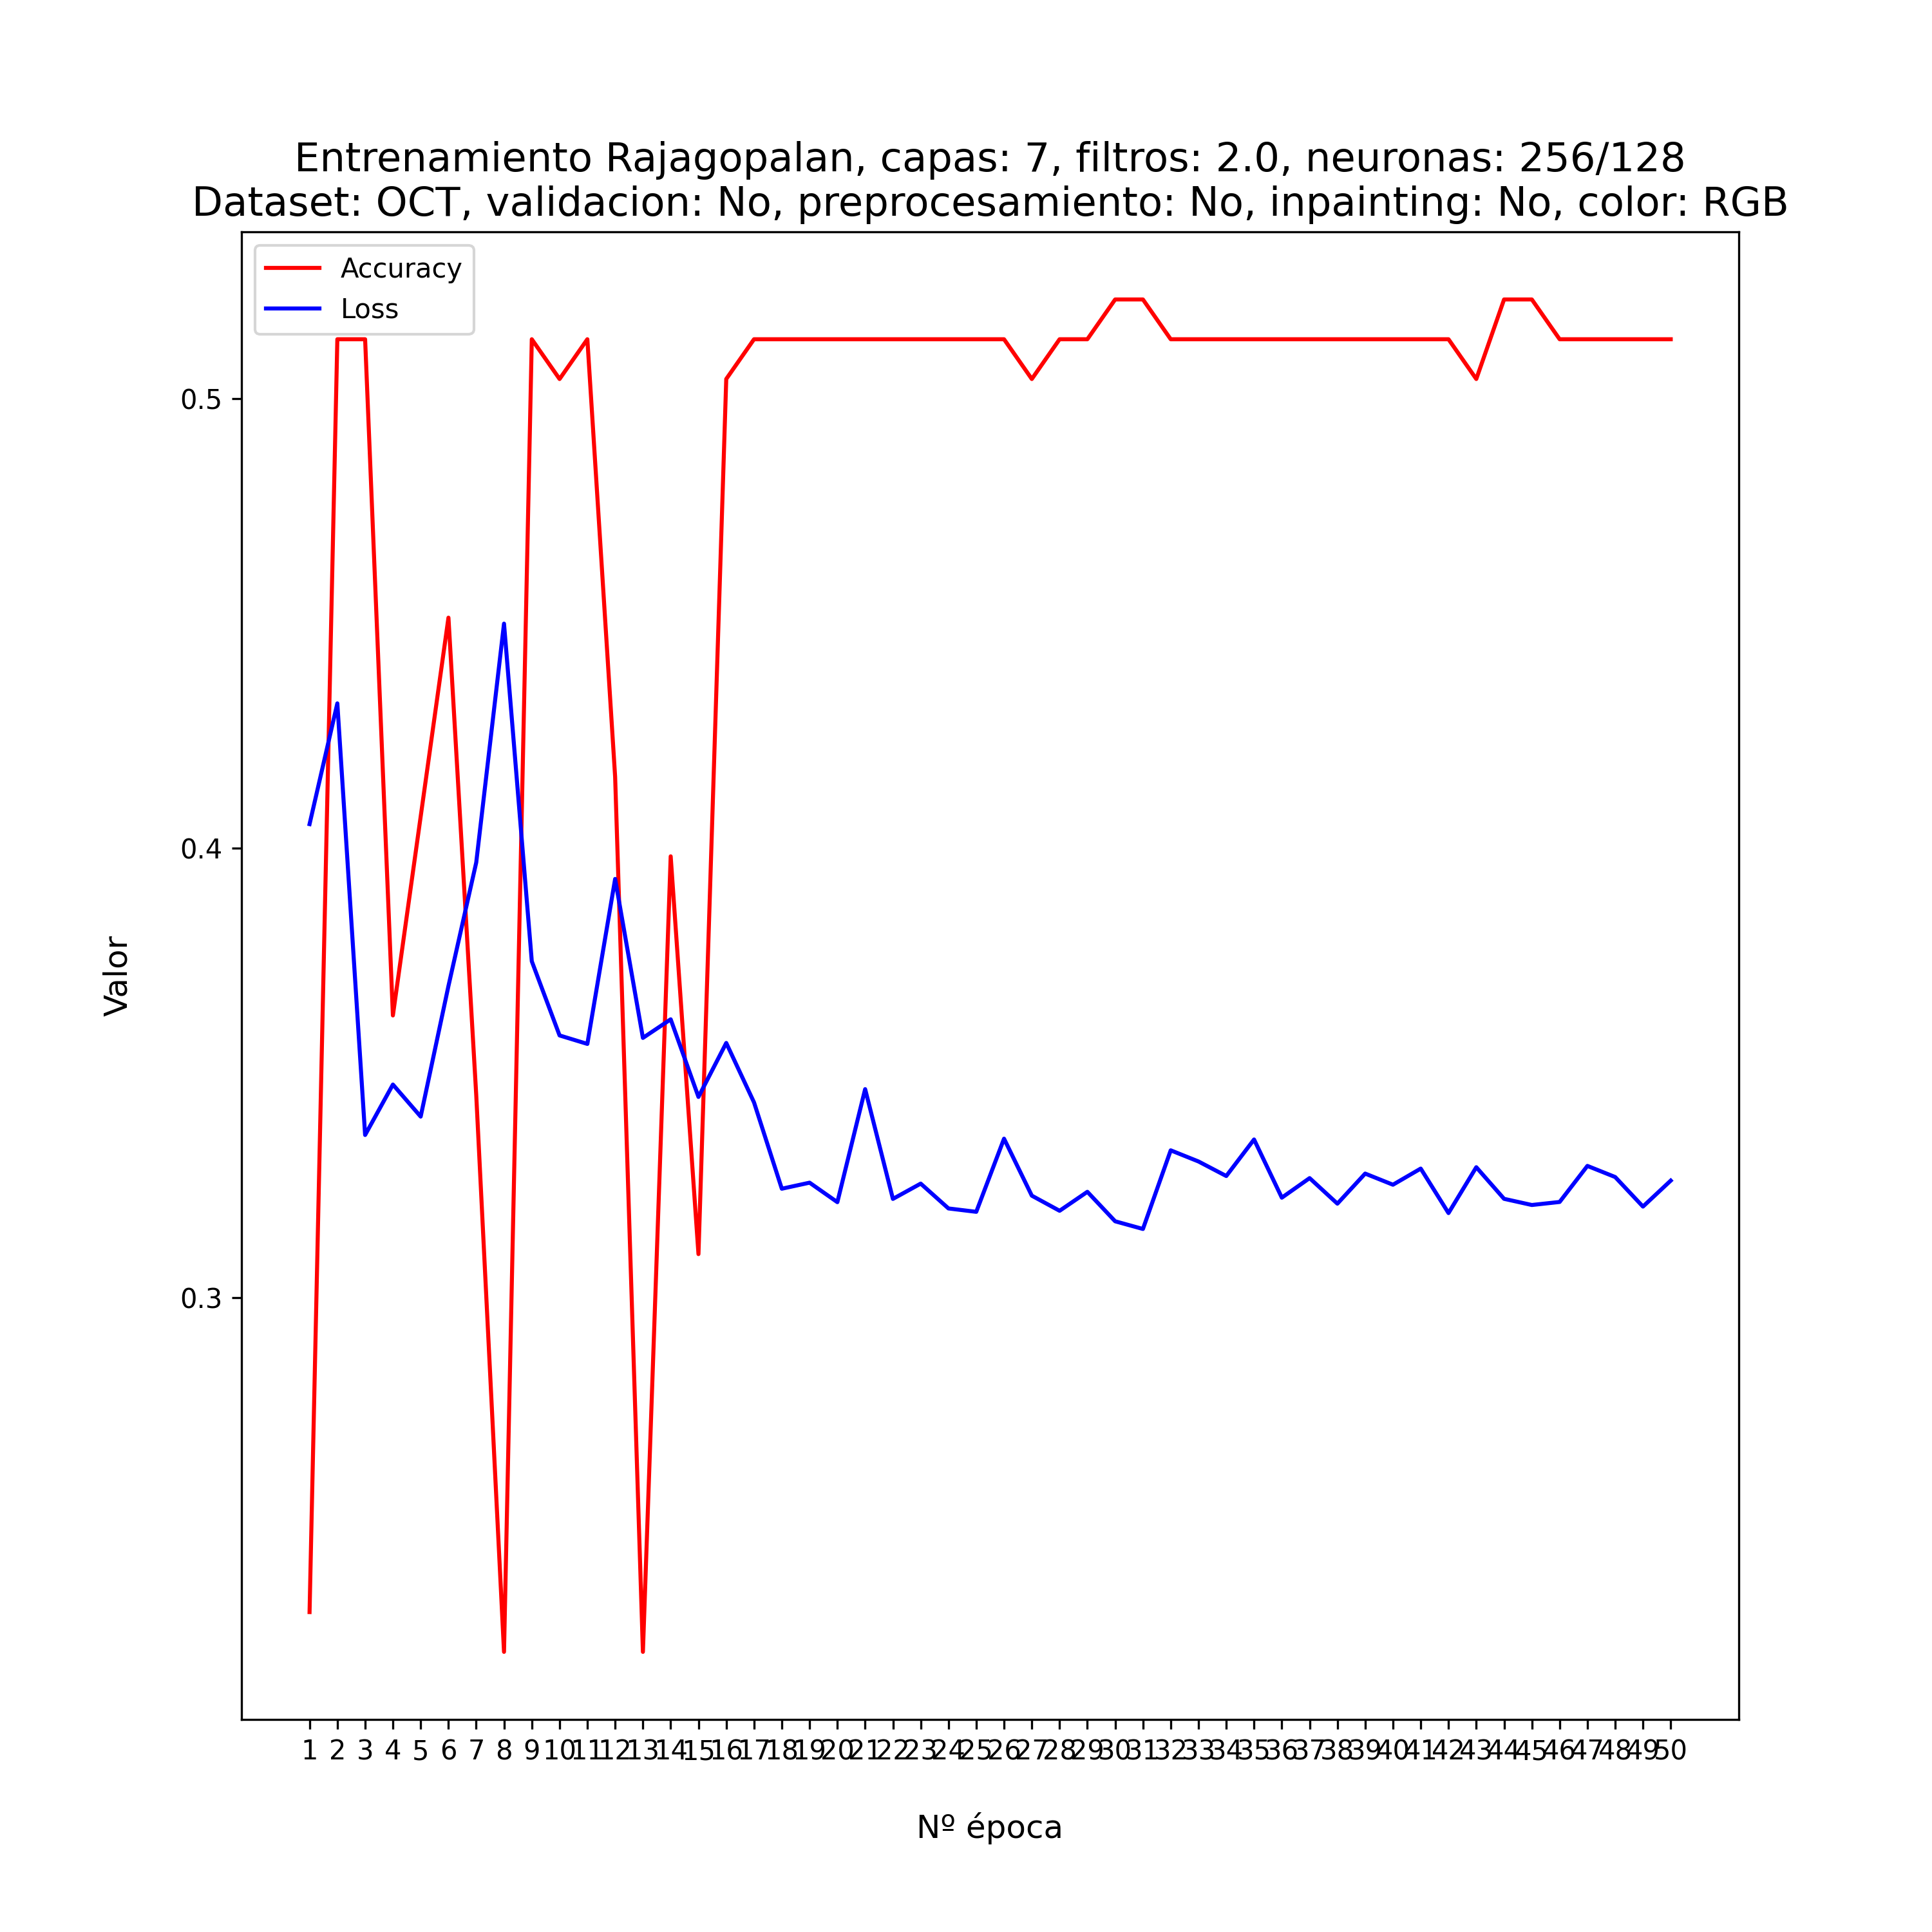 Entrenamiento Rajagopalan, capas: 7, filtros: 2.0, neuronas: 256/128
Dataset: OCT, validacion: No, preprocesamiento: No, inpainting: No, color: RGB
Accuracy
Loss
0.5
0.4
0.3
Valor
1 2 3 4 5 6 7 8 9 10 11 12 13 14 15 16 17 18 19 20 21 22 23 24 25 26 27 28 29 30 31 32 33 34 35 36 37 38 39 40 41 42 43 44 45 46 47 48 49 50
Nº época